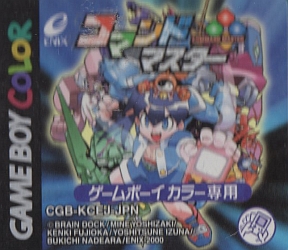 ENIX
コマンド
マスター
GAME BOY COLOR
ゲームボーイカラー専用
CGB-KCEJ-JPN
© BRAIN DOCK/MINE YOSHIZAKI/
KENKI FUJIOKA/YOSHITSUNE IZUNA/
BUKICHI NADEARA/ENIX 2000